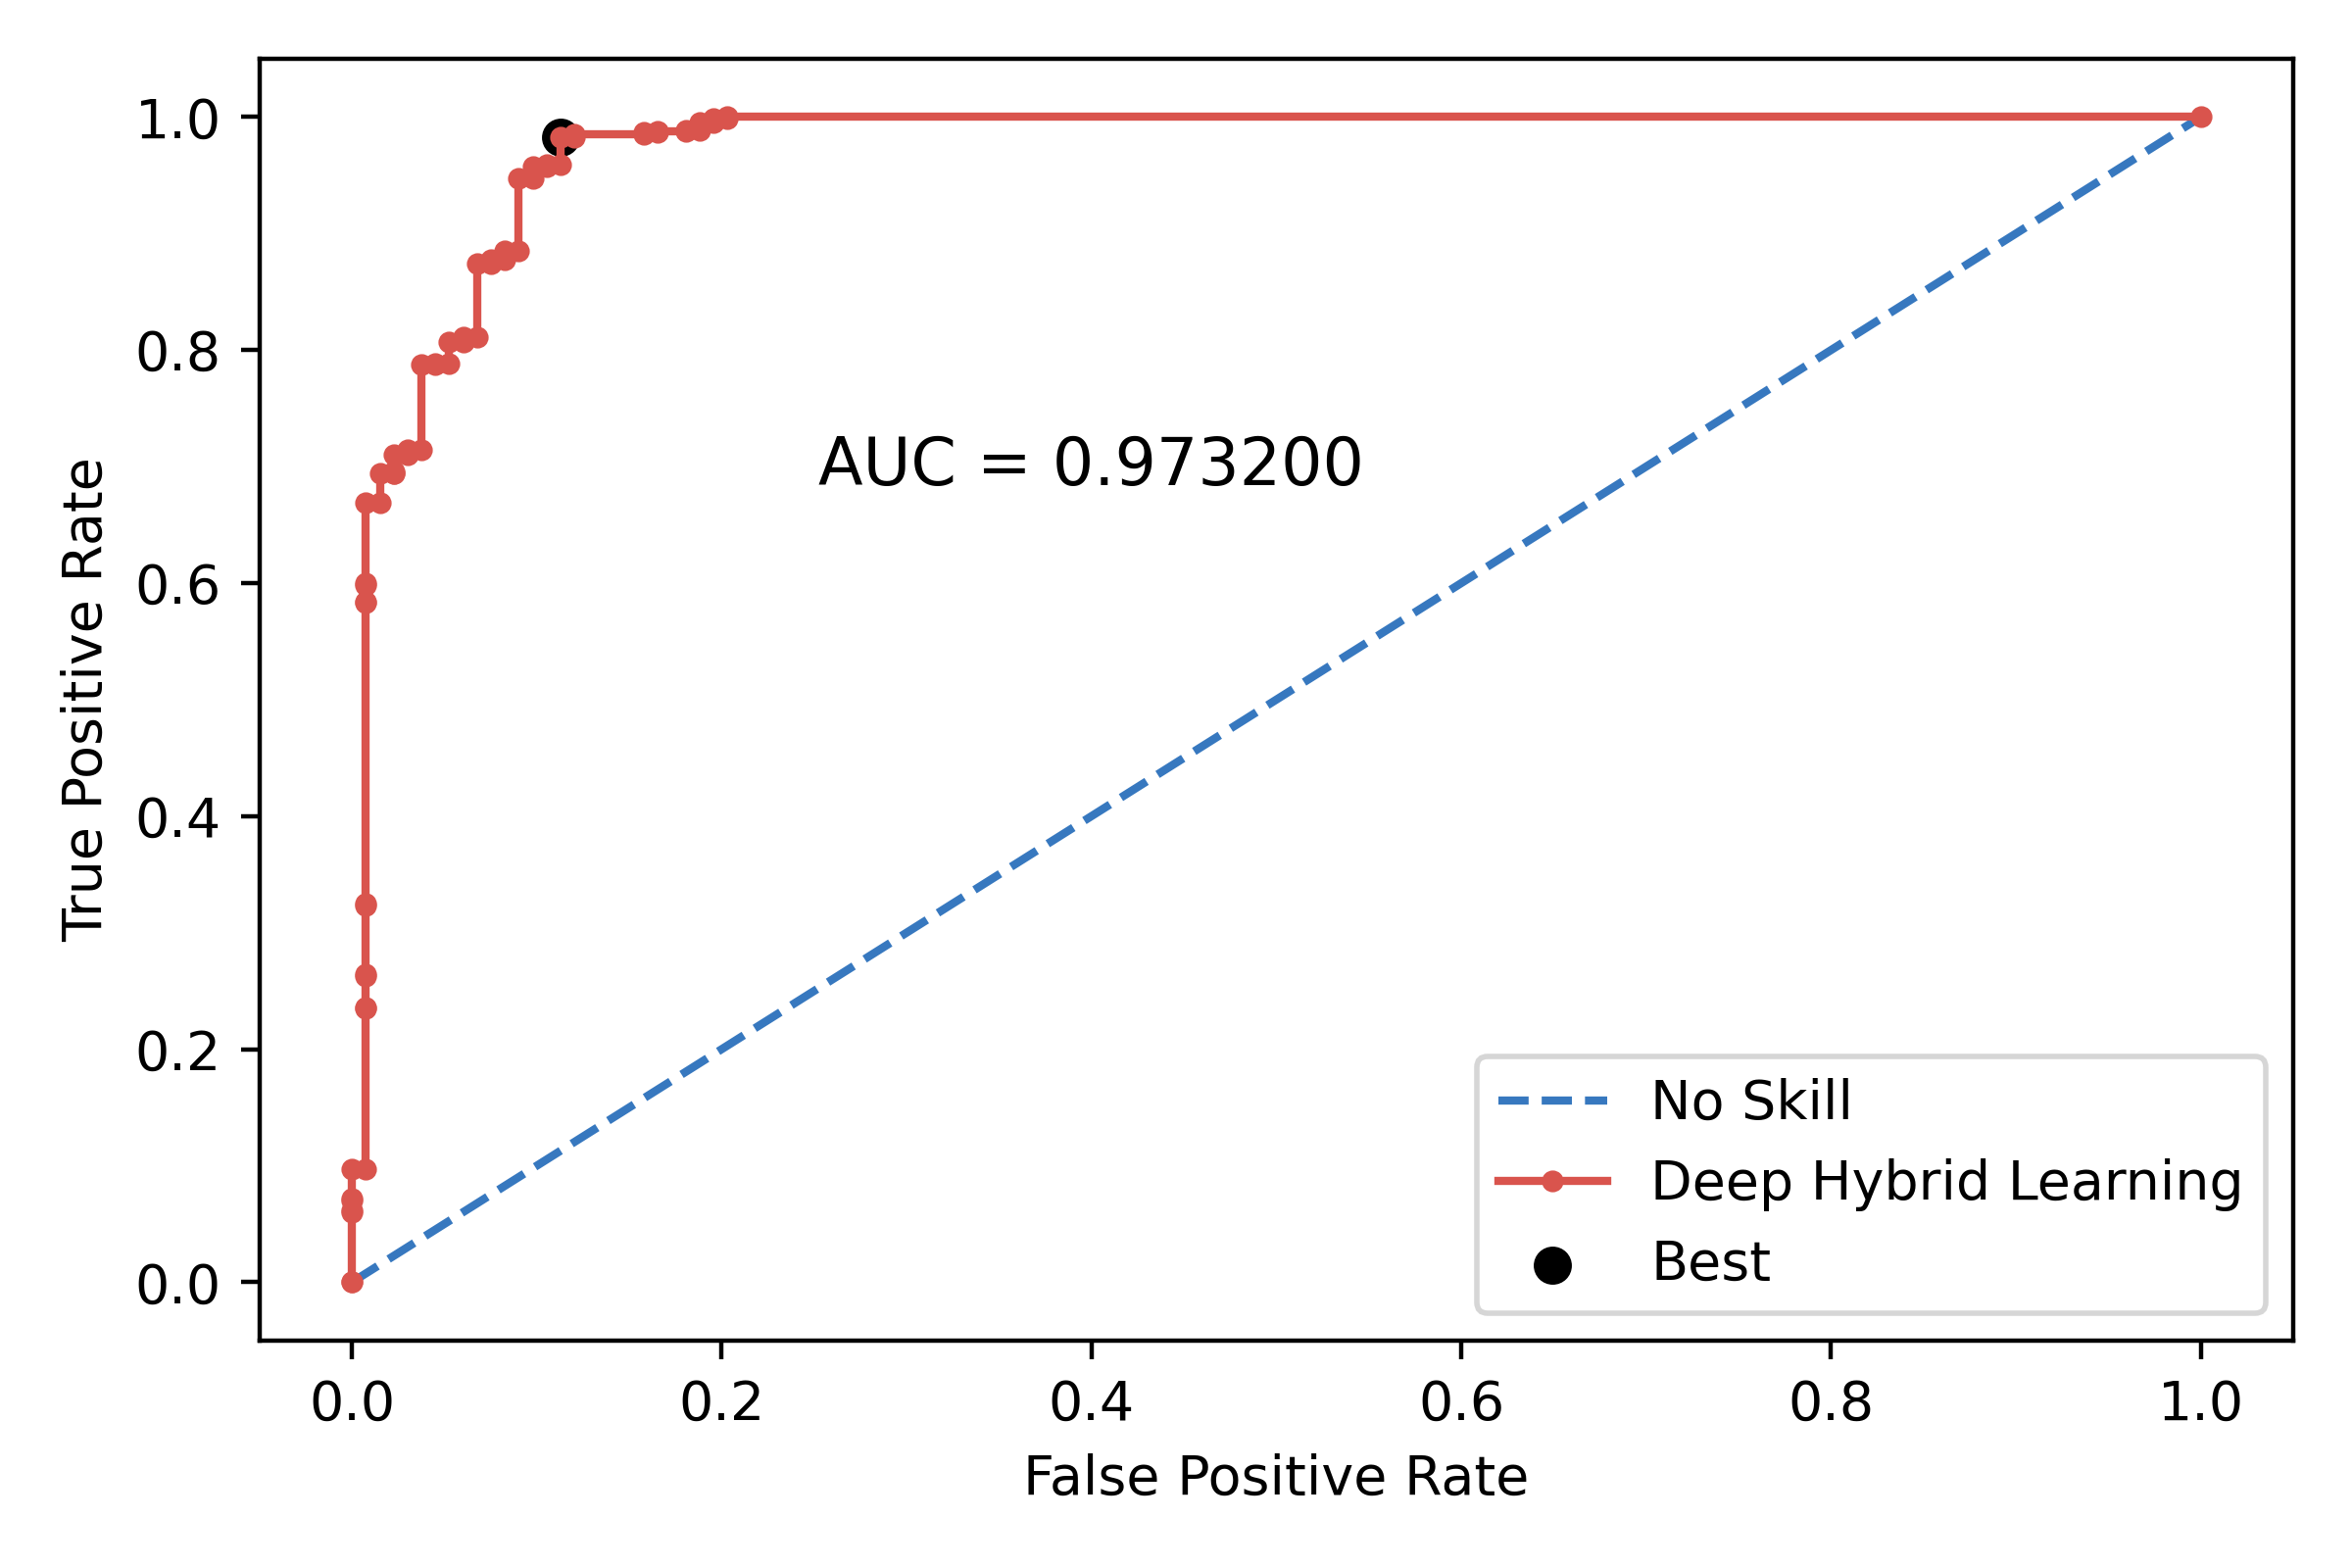 1.0
0.8
0.6
0.4
0.2
0.0
True Positive Rate
AUC = 0.973200
No Skill
Deep Hybrid Learning
Best
0.0 0.2 0.4 0.6 0.8 1.0
False Positive Rate